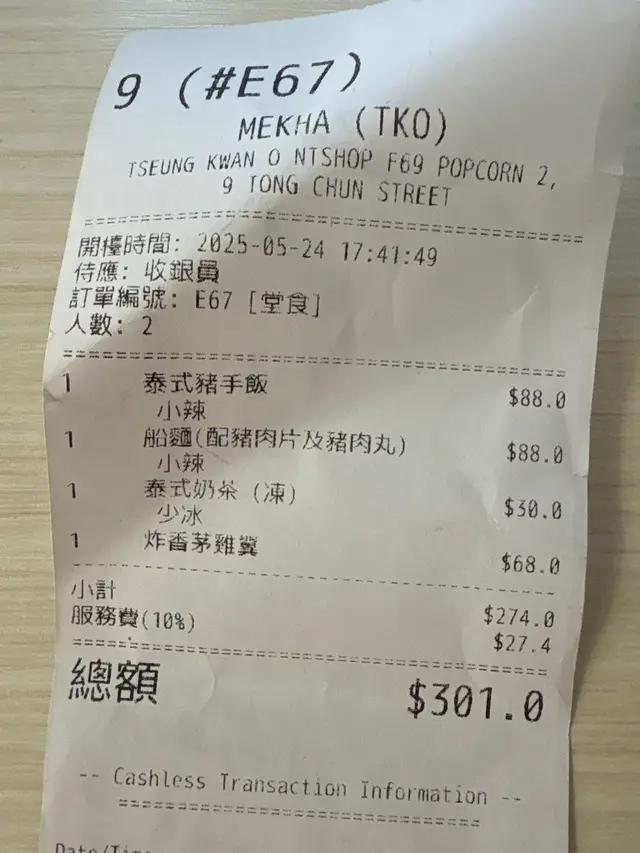 9 (#E67)
MEKHA (TKO)
TSEUNG KWAN O NTSHOP F69 POPCORN 2,
9 TONG CHUN STREET
開檯時間: 2025-05-24 17:41:49
侍應: 收銀員
訂單編號: E67 [堂食]
人數: 2
1 泰式豬手飯 $88.0
小辣
1 船麵(配豬肉片及豬肉丸) $88.0
小辣
1 泰式奶茶 (凍) $30.0
少冰
1 炸香茅雞翼 $68.0
小計 $274.0
服務費(10%) $27.4
總額 $301.0
-- Cashless Transaction Information --